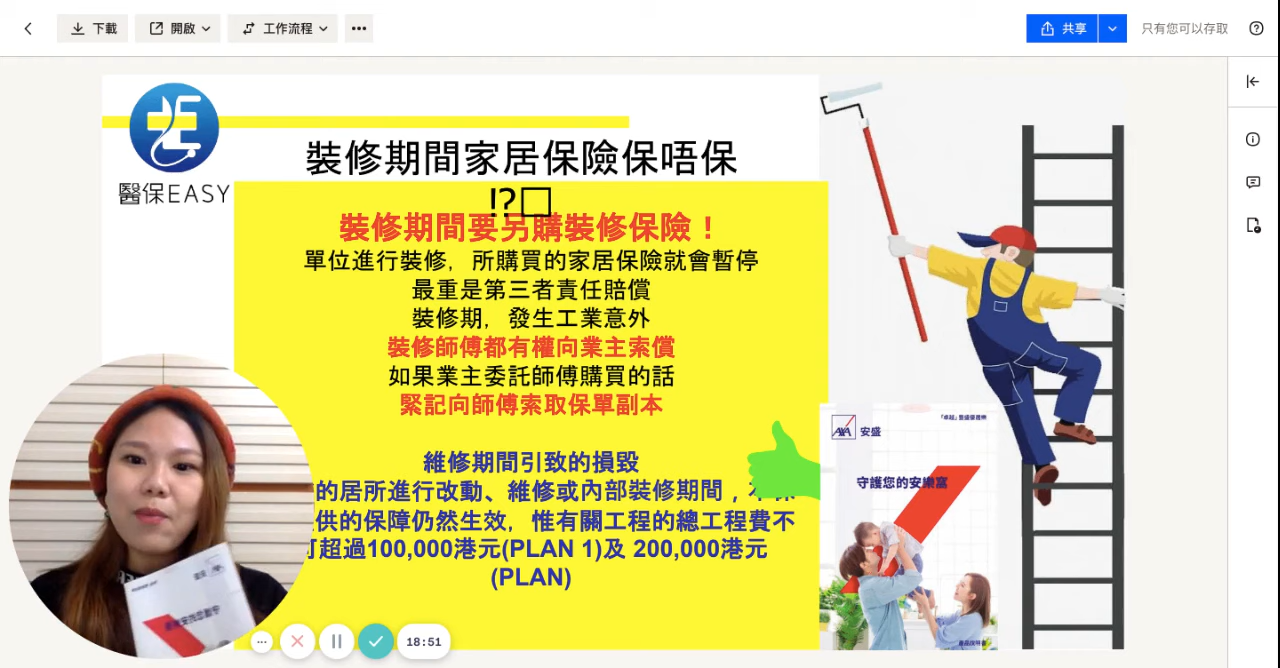 下載
開啟
工作流程
共享
只有您可以存取
醫保EASY
裝修期間家居保險保唔保
!?□
裝修期間要另購裝修保險！
單位進行裝修，所購買的家居保險就會暫停
最重是第三者責任賠償
裝修期，發生工業意外
裝修師傅都有權向業主索償
如果業主委託師傅購買的話
緊記向師傅索取保單副本
維修期間引致的損毀
的居所進行改動、維修或內部裝修期間，不保
供的保障仍然生效，惟有關工程的總工程費不
可超過100,000港元(PLAN 1)及 200,000港元
(PLAN)
「卓越」智盛保障樂
AXA 安盛
守護您的安樂窩
18:51